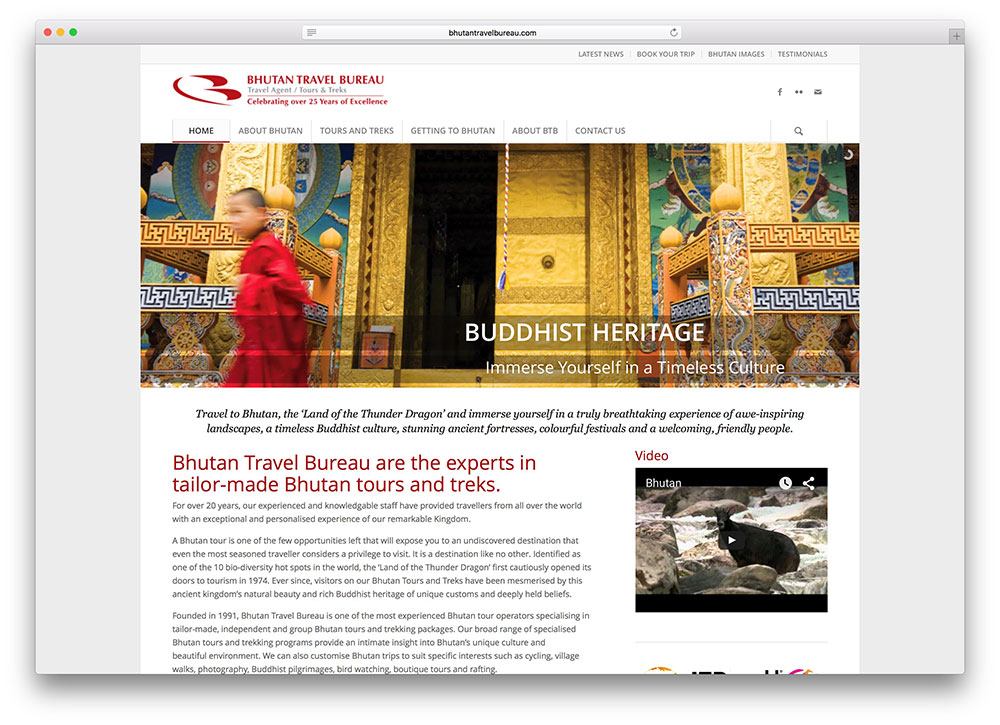 bhutantravelbureau.com
LATEST NEWS BOOK YOUR TRIP BHUTAN IMAGES TESTIMONIALS
BHUTAN TRAVEL BUREAU
Travel Agent / Tours & Treks
Celebrating over 25 Years of Excellence
HOME ABOUT BHUTAN TOURS AND TREKS GETTING TO BHUTAN ABOUT BTB CONTACT US
BUDDHIST HERITAGE
Immerse Yourself in a Timeless Culture
Travel to Bhutan, the ‘Land of the Thunder Dragon’ and immerse yourself in a truly breathtaking experience of awe-inspiring
landscapes, a timeless Buddhist culture, stunning ancient fortresses, colourful festivals and a welcoming, friendly people.
Bhutan Travel Bureau are the experts in
tailor-made Bhutan tours and treks.
For over 20 years, our experienced and knowledgable staff have provided travellers from all over the world
with an exceptional and personalised experience of our remarkable Kingdom.
A Bhutan tour is one of the few opportunities left that will expose you to an undiscovered destination that
even the most seasoned traveller considers a privilege to visit. It is a destination like no other. Identified as
one of the 10 bio-diversity hot spots in the world, the ‘Land of the Thunder Dragon’ first cautiously opened its
doors to tourism in 1974. Ever since, visitors on our Bhutan Tours and Treks have been mesmerised by this
ancient kingdom’s natural beauty and rich Buddhist heritage of unique customs and deeply held beliefs.
Founded in 1991, Bhutan Travel Bureau is one of the most experienced Bhutan tour operators specialising in
tailor-made, independent and group Bhutan tours and trekking packages. Our broad range of specialised
Bhutan tours and trekking programs provide an intimate insight into Bhutan’s unique culture and
beautiful environment. We can also customise Bhutan trips to suit specific interests such as cycling, village
walks, photography, Buddhist pilgrimages, bird watching, boutique tours and rafting.
Video
Bhutan